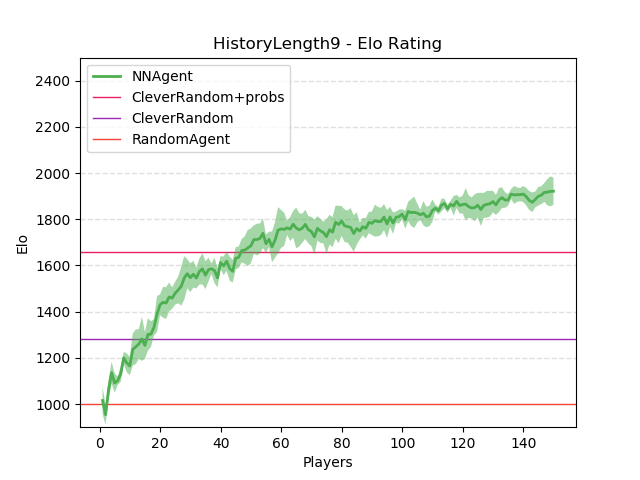 HistoryLength9 - Elo Rating
NNAgent
CleverRandom+probs
CleverRandom
RandomAgent
Elo
2400
2200
2000
1800
1600
1400
1200
1000
0 20 40 60 80 100 120 140
Players